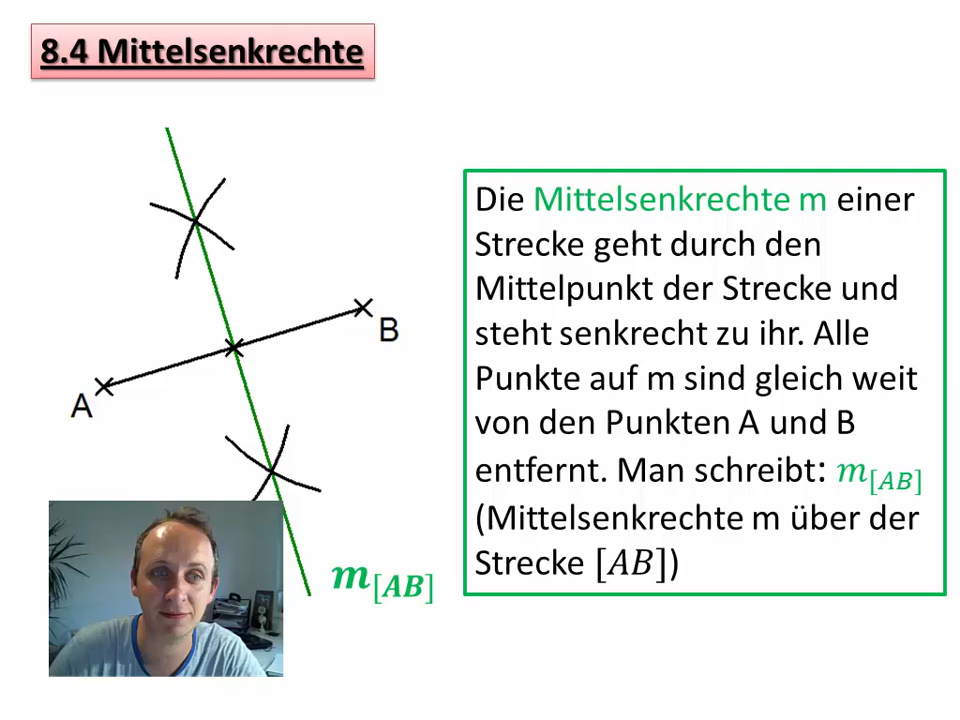 8.4 Mittelsenkrechte
Die Mittelsenkrechte m einer
Strecke geht durch den
Mittelpunkt der Strecke und
steht senkrecht zu ihr. Alle
Punkte auf m sind gleich weit
von den Punkten A und B
entfernt. Man schreibt: m[AB]
(Mittelsenkrechte m über der
Strecke [AB])
B
A
m[AB]